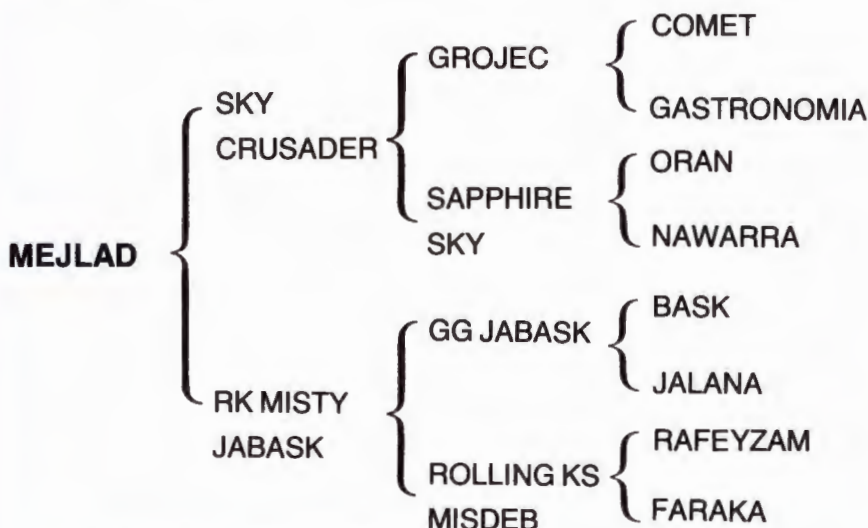 COMET
GROJEC
SKY
CRUSADER
GASTRONOMIA
ORAN
SAPPHIRE
SKY
NAWARRA
MEJLAD
BASK
GG JABASK
JALANA
RK MISTY
JABASK
RAFEYZAM
ROLLING KS
MISDEB
FARAKA